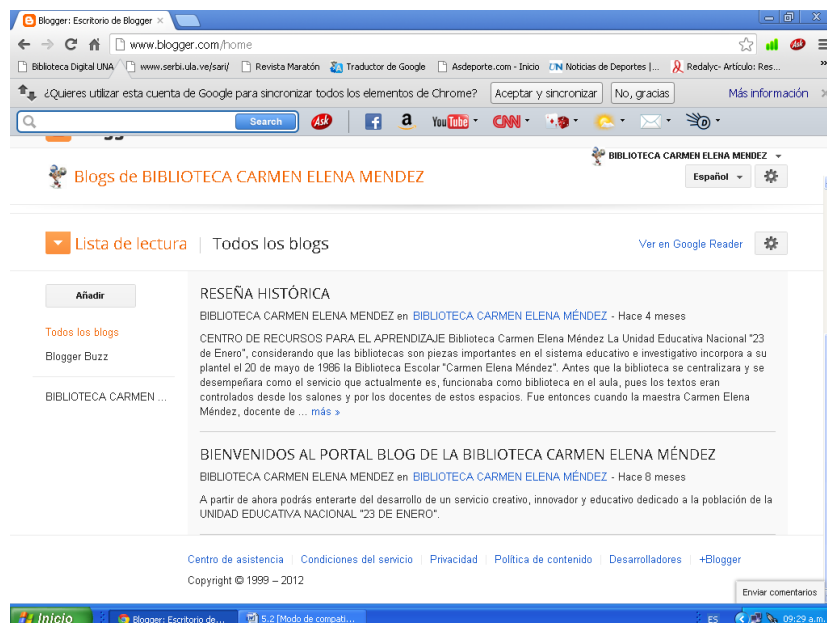 Blogger: Escritorio de Blogger
www.blogger.com/home
Biblioteca Digital UNA
www.serbi.ula.ve/sari/
Revista Maratón
Traductor de Google
Asdeporte.com - Inicio
Noticias de Deportes |...
Redalyc- Artículo: Res...
¿Quieres utilizar esta cuenta de Google para sincronizar todos los elementos de Chrome? Aceptar y sincronizar No, gracias Más información
Search Ask f a YouTube CNN
BIBLIOTECA CARMEN ELENA MENDEZ
Blogs de BIBLIOTECA CARMEN ELENA MENDEZ
Español
Lista de lectura | Todos los blogs
Ver en Google Reader
Añadir
Todos los blogs
Blogger Buzz
BIBLIOTECA CARMEN ...
RESEÑA HISTÓRICA
BIBLIOTECA CARMEN ELENA MENDEZ en BIBLIOTECA CARMEN ELENA MÉNDEZ - Hace 4 meses
CENTRO DE RECURSOS PARA EL APRENDIZAJE Biblioteca Carmen Elena Méndez La Unidad Educativa Nacional "23
de Enero", considerando que las bibliotecas son piezas importantes en el sistema educativo e investigativo incorpora a su
plantel el 20 de mayo de 1986 la Biblioteca Escolar "Carmen Elena Méndez". Antes que la biblioteca se centralizara y se
desempeñara como el servicio que actualmente es, funcionaba como biblioteca en el aula, pues los textos eran
controlados desde los salones y por los docentes de estos espacios. Fue entonces cuando la maestra Carmen Elena
Méndez, docente de ... más »
BIENVENIDOS AL PORTAL BLOG DE LA BIBLIOTECA CARMEN ELENA MÉNDEZ
BIBLIOTECA CARMEN ELENA MENDEZ en BIBLIOTECA CARMEN ELENA MÉNDEZ - Hace 8 meses
A partir de ahora podrás enterarte del desarrollo de un servicio creativo, innovador y educativo dedicado a la población de la
UNIDAD EDUCATIVA NACIONAL "23 DE ENERO".
Centro de asistencia | Condiciones del servicio | Privacidad | Política de contenido | Desarrolladores | +Blogger
Copyright © 1999 – 2012
Enviar comentarios
Inicio
Blogger: Escritorio de...
5.2 [Modo de compati...
ES
09:29 a.m.